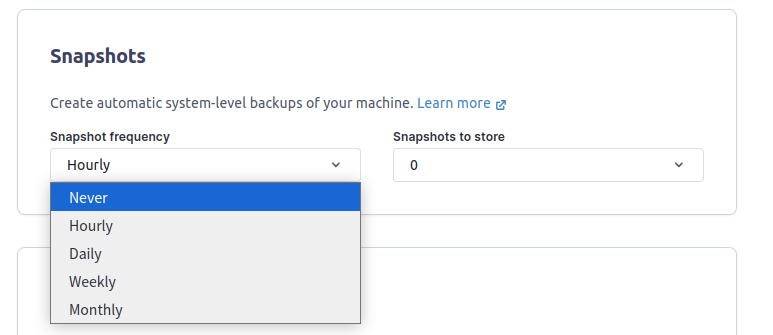 Snapshots
Create automatic system-level backups of your machine. Learn more
Snapshot frequency
Snapshots to store
Hourly
0
Never
Hourly
Daily
Weekly
Monthly